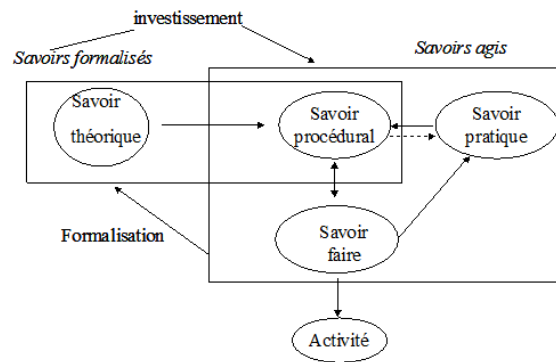 investissement
Savoirs formalisés
Savoirs agis
Savoir
théorique
Savoir
procédural
Savoir
pratique
Formalisation
Savoir
faire
Activité